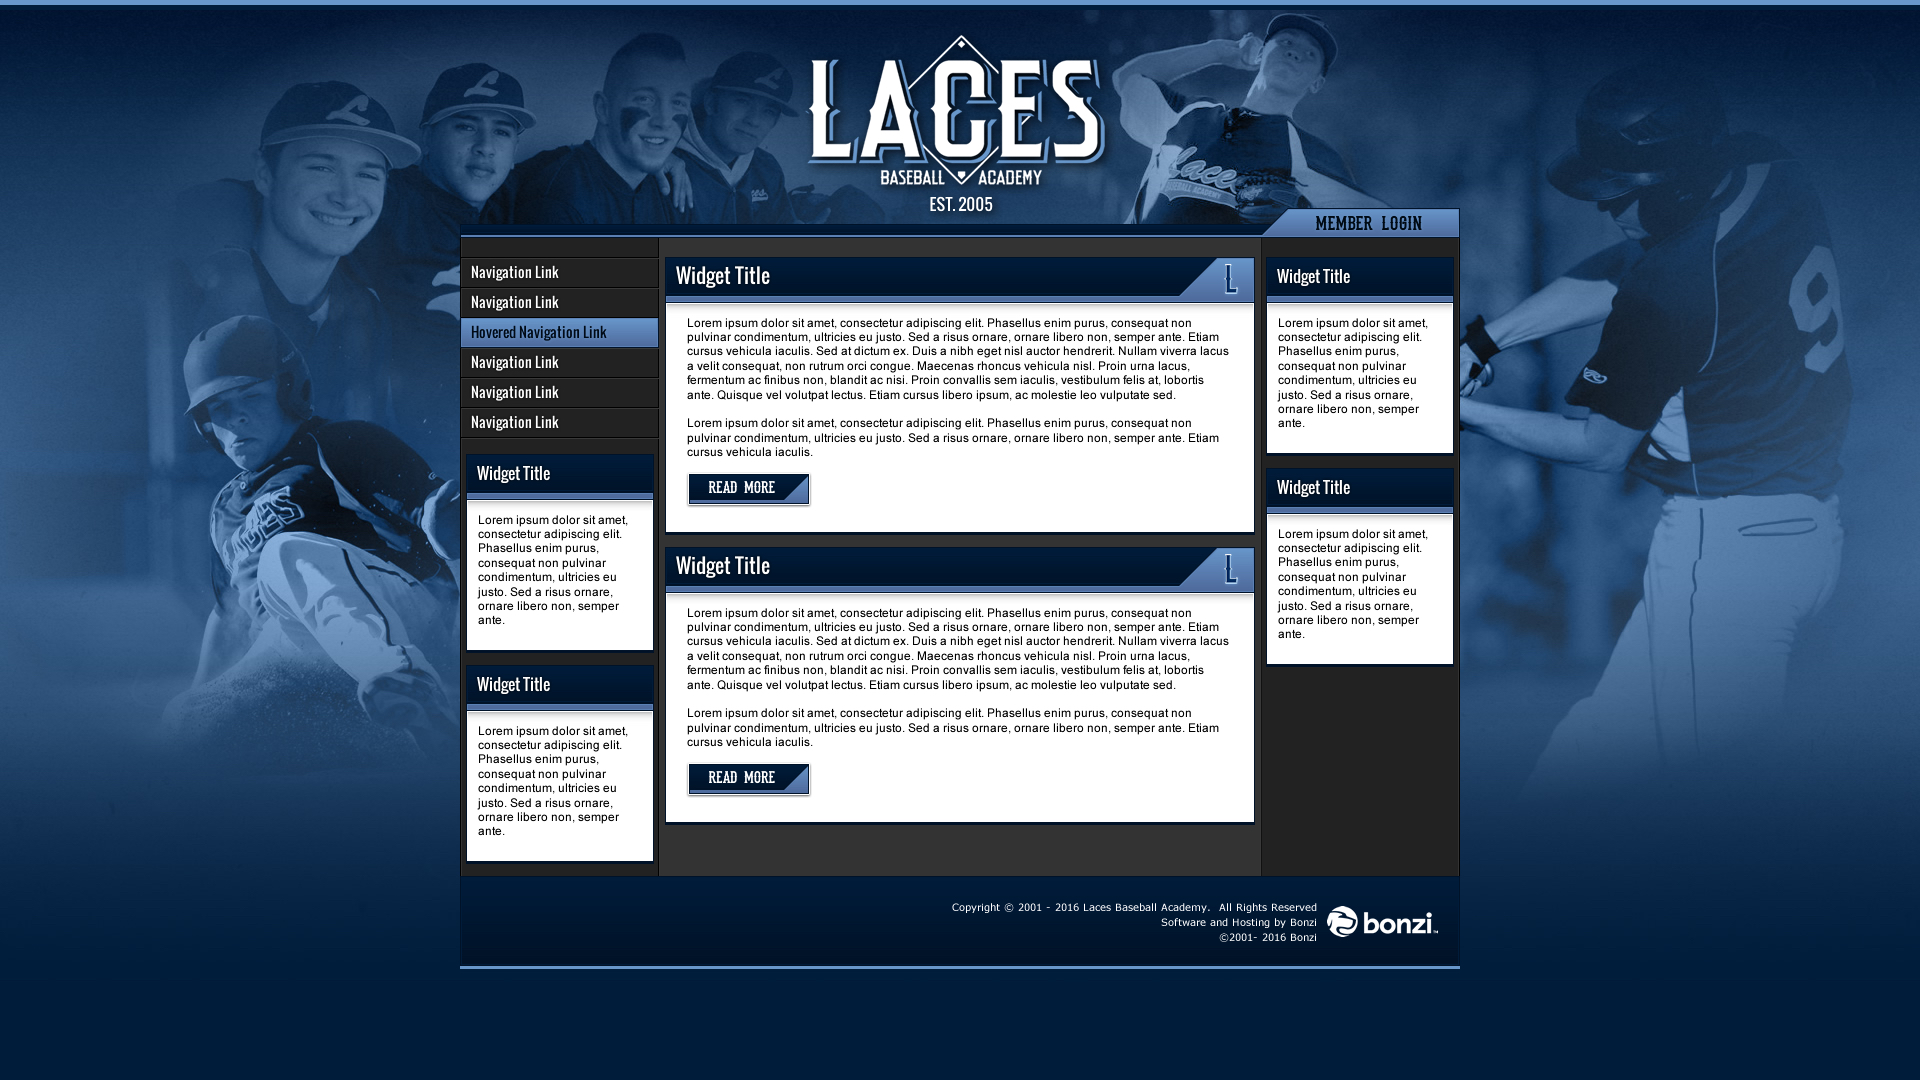 LACES
BASEBALL ACADEMY
EST. 2005
MEMBER LOGIN
Navigation Link
Navigation Link
Hovered Navigation Link
Navigation Link
Navigation Link
Navigation Link
Widget Title
Lorem ipsum dolor sit amet,
consectetur adipiscing elit.
Phasellus enim purus,
consequat non pulvinar
condimentum, ultricies eu
justo. Sed a risus ornare,
ornare libero non, semper
ante.
Widget Title
Lorem ipsum dolor sit amet,
consectetur adipiscing elit.
Phasellus enim purus,
consequat non pulvinar
condimentum, ultricies eu
justo. Sed a risus ornare,
ornare libero non, semper
ante.
Widget Title
L
Lorem ipsum dolor sit amet, consectetur adipiscing elit. Phasellus enim purus, consequat non
pulvinar condimentum, ultricies eu justo. Sed a risus ornare, ornare libero non, semper ante. Etiam
cursus vehicula iaculis. Sed at dictum ex. Duis a nibh eget nisl auctor hendrerit. Nullam viverra lacus
a velit consequat, non rutrum orci congue. Maecenas rhoncus vehicula nisl. Proin urna lacus,
fermentum ac finibus non, blandit ac nisi. Proin convallis sem iaculis, vestibulum felis at, lobortis
ante. Quisque vel volutpat lectus. Etiam cursus libero ipsum, ac molestie leo vulputate sed.
Lorem ipsum dolor sit amet, consectetur adipiscing elit. Phasellus enim purus, consequat non
pulvinar condimentum, ultricies eu justo. Sed a risus ornare, ornare libero non, semper ante. Etiam
cursus vehicula iaculis.
READ MORE
Widget Title
L
Lorem ipsum dolor sit amet, consectetur adipiscing elit. Phasellus enim purus, consequat non
pulvinar condimentum, ultricies eu justo. Sed a risus ornare, ornare libero non, semper ante. Etiam
cursus vehicula iaculis. Sed at dictum ex. Duis a nibh eget nisl auctor hendrerit. Nullam viverra lacus
a velit consequat, non rutrum orci congue. Maecenas rhoncus vehicula nisl. Proin urna lacus,
fermentum ac finibus non, blandit ac nisi. Proin convallis sem iaculis, vestibulum felis at, lobortis
ante. Quisque vel volutpat lectus. Etiam cursus libero ipsum, ac molestie leo vulputate sed.
Lorem ipsum dolor sit amet, consectetur adipiscing elit. Phasellus enim purus, consequat non
pulvinar condimentum, ultricies eu justo. Sed a risus ornare, ornare libero non, semper ante. Etiam
cursus vehicula iaculis.
READ MORE
Widget Title
Lorem ipsum dolor sit amet,
consectetur adipiscing elit.
Phasellus enim purus,
consequat non pulvinar
condimentum, ultricies eu
justo. Sed a risus ornare,
ornare libero non, semper
ante.
Widget Title
Lorem ipsum dolor sit amet,
consectetur adipiscing elit.
Phasellus enim purus,
consequat non pulvinar
condimentum, ultricies eu
justo. Sed a risus ornare,
ornare libero non, semper
ante.
9
Copyright © 2001 - 2016 Laces Baseball Academy.  All Rights Reserved
Software and Hosting by Bonzi
©2001- 2016 Bonzi
bonzi